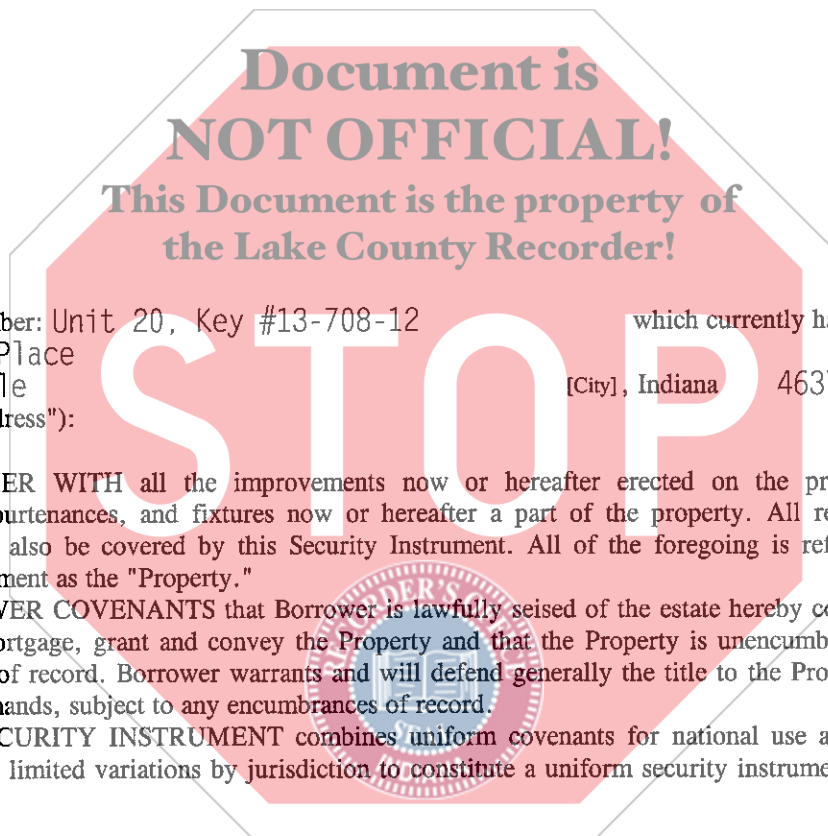 Document is
NOT OFFICIAL!
This Document is the property of
the Lake County Recorder!
STOP
ber: Unit 20, Key #13-708-12 which currently ha
Place
le [City], Indiana 463
dress"):
ER WITH all the improvements now or hereafter erected on the pr
purtenances, and fixtures now or hereafter a part of the property. All re
also be covered by this Security Instrument. All of the foregoing is ref
ment as the "Property."
VER COVENANTS that Borrower is lawfully seised of the estate hereby co
ortgage, grant and convey the Property and that the Property is unencumb
of record. Borrower warrants and will defend generally the title to the Pro
nands, subject to any encumbrances of record.
CURITY INSTRUMENT combines uniform covenants for national use a
limited variations by jurisdiction to constitute a uniform security instrume
RECORDER'S OFFICE
SEAL
INDIANA